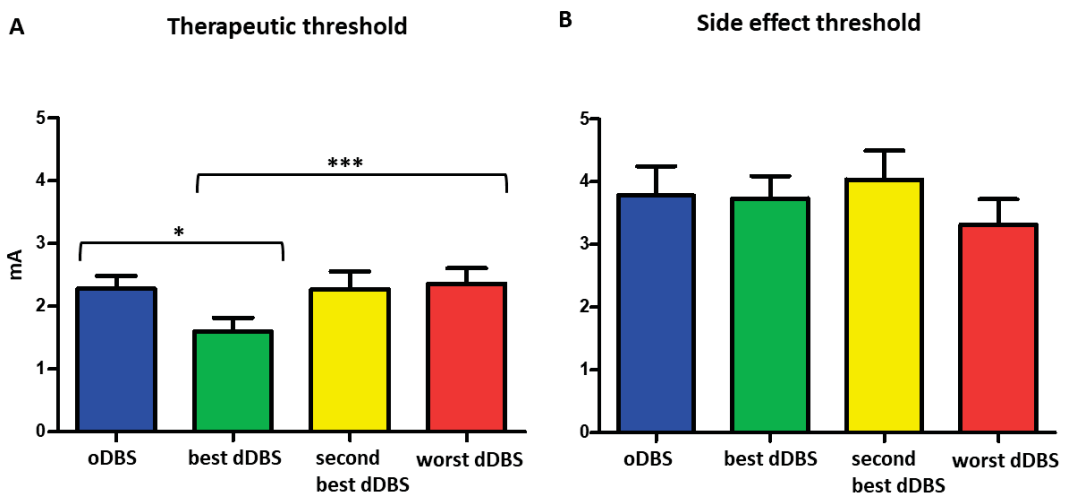 A
Therapeutic threshold
mA
5
4
3
2
1
0
***
*
oDBS
best dDBS
second
best dDBS
worst dDBS
B
Side effect threshold
5
4
3
2
1
0
oDBS
best dDBS
second
best dDBS
worst dDBS